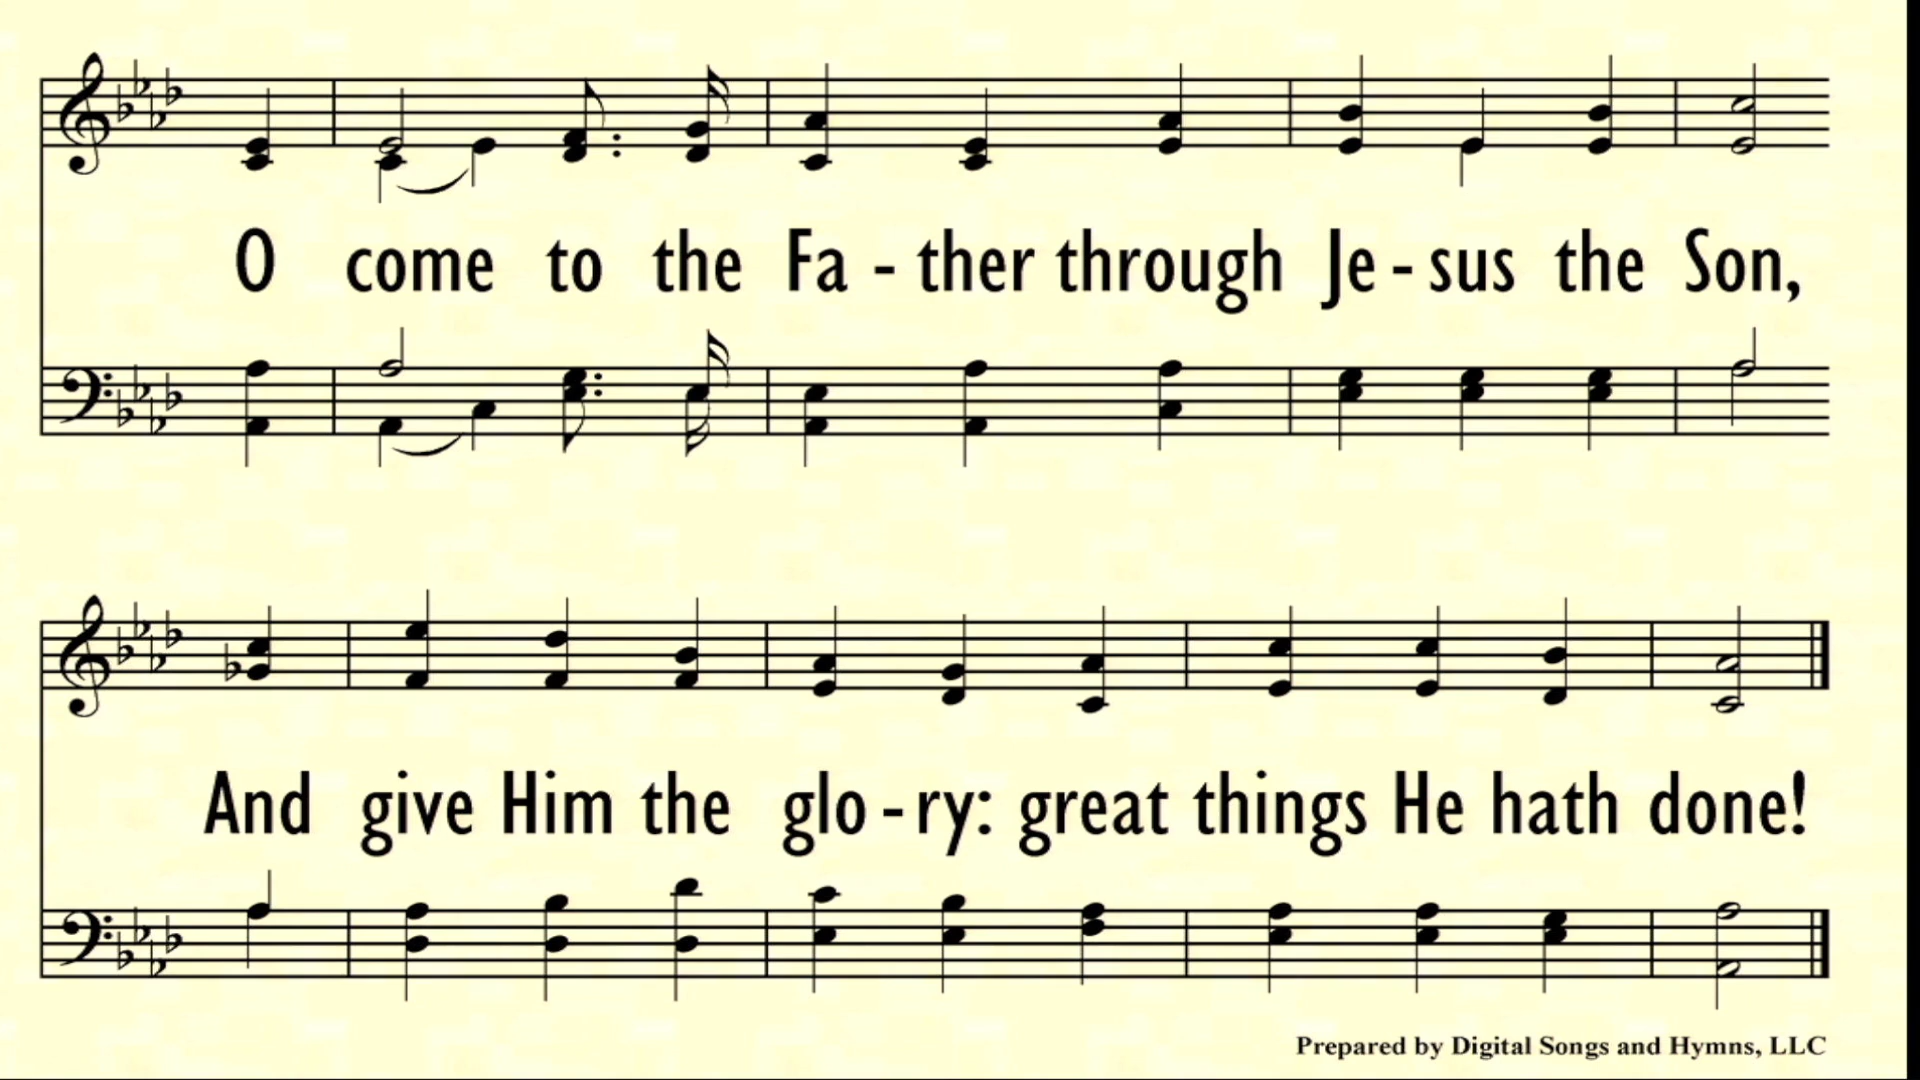 O come to the Fa - ther through Je - sus the Son,
And give Him the glo - ry: great things He hath done!
Prepared by Digital Songs and Hymns, LLC